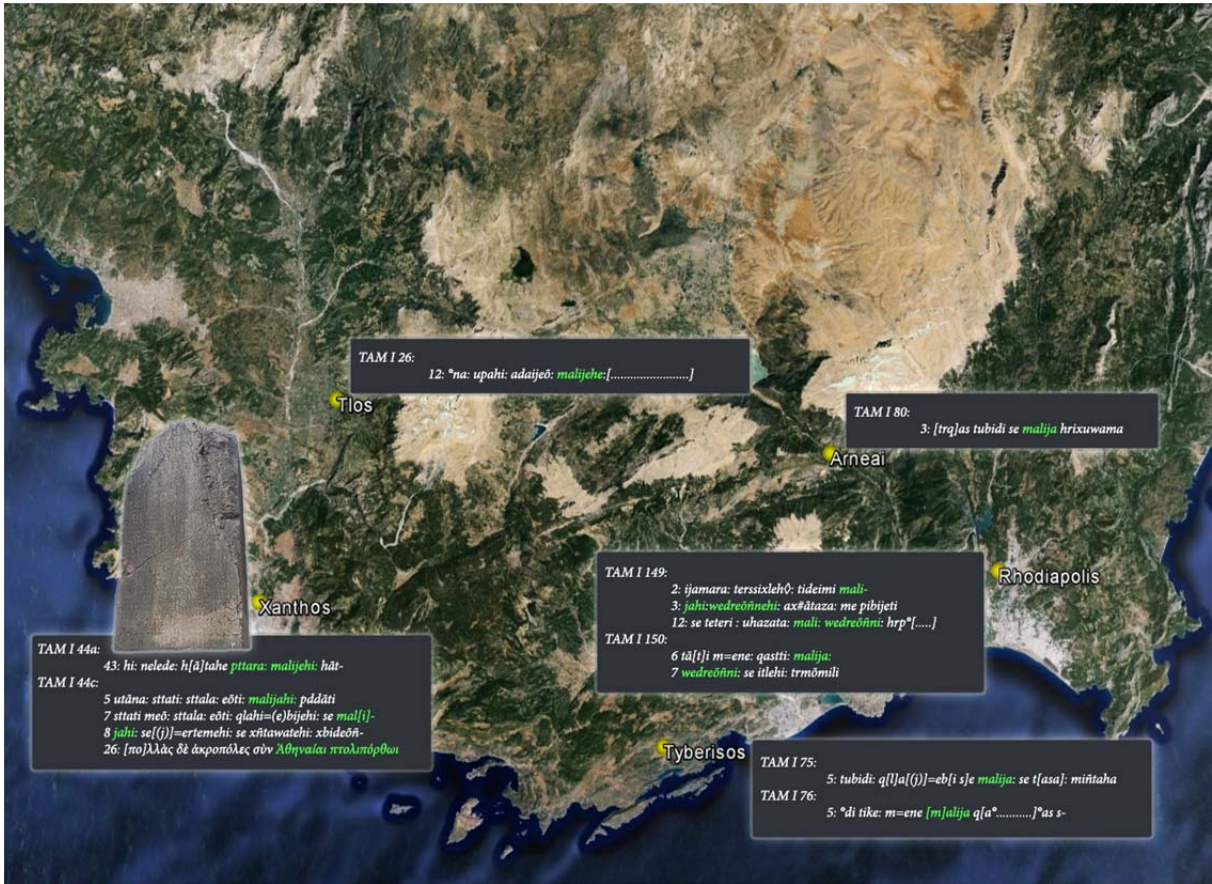 TAM I 26:
12: °na: upahi: adaijeõ: malijehe:[........................]
Tlos
TAM I 80:
3: [trq]as tubidi se malija hrixuwama
Arneai
TAM I 149:
2: ijamara: terssixleh: tideimi mali-
3: jahi:wedreõñnehi: ax#ãtaza: me pibijeti
12: se teteri : uhazata: mali: wedreõñni: hrp°[.....]
TAM I 150:
6 tã[t]i m=ene: qastti: malija:
7 wedreõñni: se itlehi: trmõmili
Rhodiapolis
Xanthos
TAM I 44a:
43: hi: nelede: h[ã]tahe pttara: malijehi: hãt-
TAM I 44c:
5 utãna: sttati: sttala: eõti: malijahi: pddãti
7 sttati meõ: sttala: eõti: qlahi=(e)bijehi: se mal[i]-
8 jahi: se[(j)]=ertemehi: se xñtawatehi: xbideõñ-
26: [πο]λλὰς δὲ ἀκροπόλες σὺν Ἀθηναίαι πτολιπόρθωι
Tyberisos
TAM I 75:
5: tubidi: q[l]a[(j)]=eb[i s]e malija: se t[asa]: miñtaha
TAM I 76:
5: °di tike: m=ene [m]alija q[a°...........]°as s-